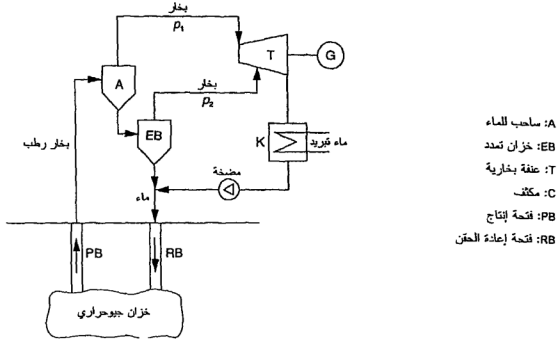 بخار
p1
T
G
A
بخار
p2
EB
K
ماء تبريد
بخار رطب
مضخة
ماء
PB
RB
خزان جيوحراري
A: ساحب للماء
EB: خزان تمدد
T: عنفة بخارية
C: مكثف
PB: فتحة إنتاج
RB: فتحة إعادة الحقن